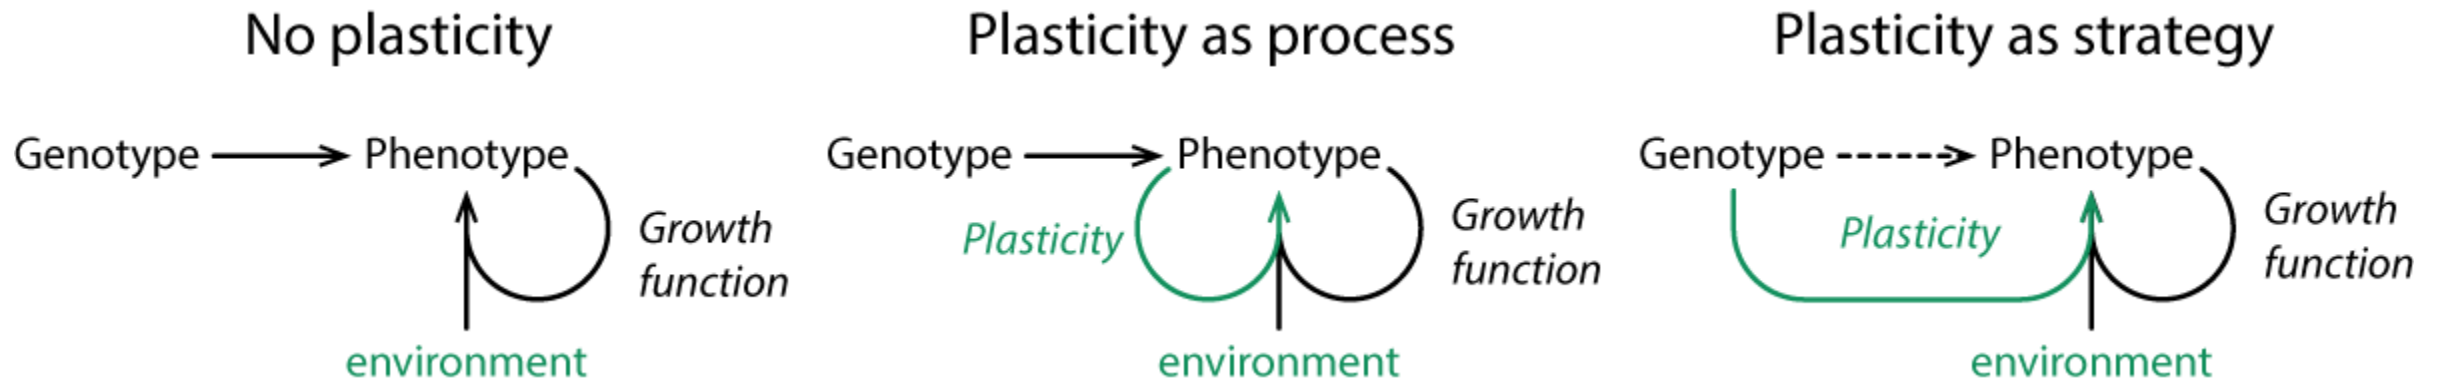 No plasticity
Genotype Phenotype
Growth
function
environment
Plasticity as process
Genotype Phenotype
Plasticity
Growth
function
environment
Plasticity as strategy
Genotype Phenotype
Plasticity
Growth
function
environment